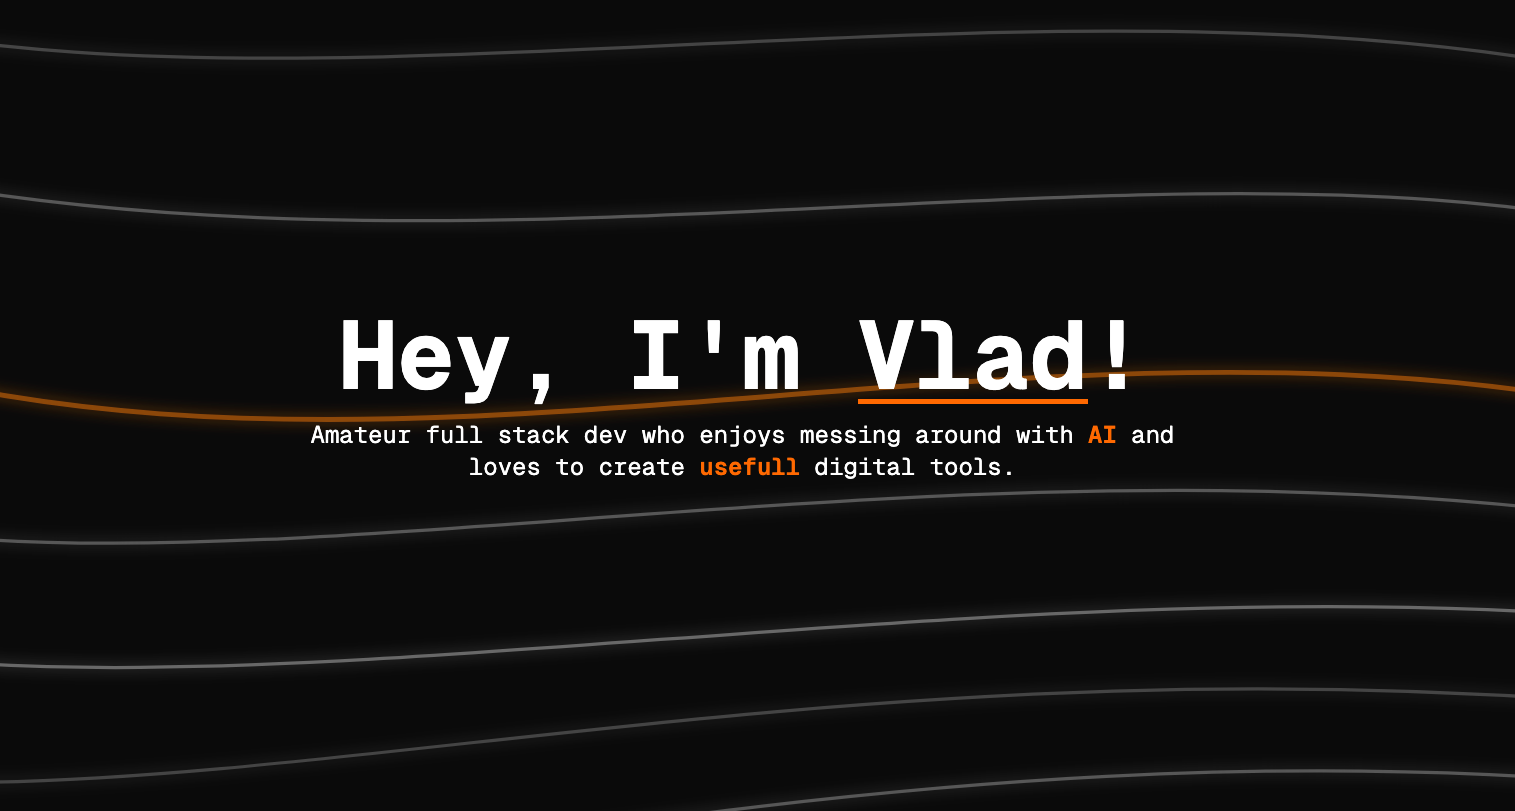 Hey, I'm Vlad!
Amateur full stack dev who enjoys messing around with AI and
loves to create usefull digital tools.